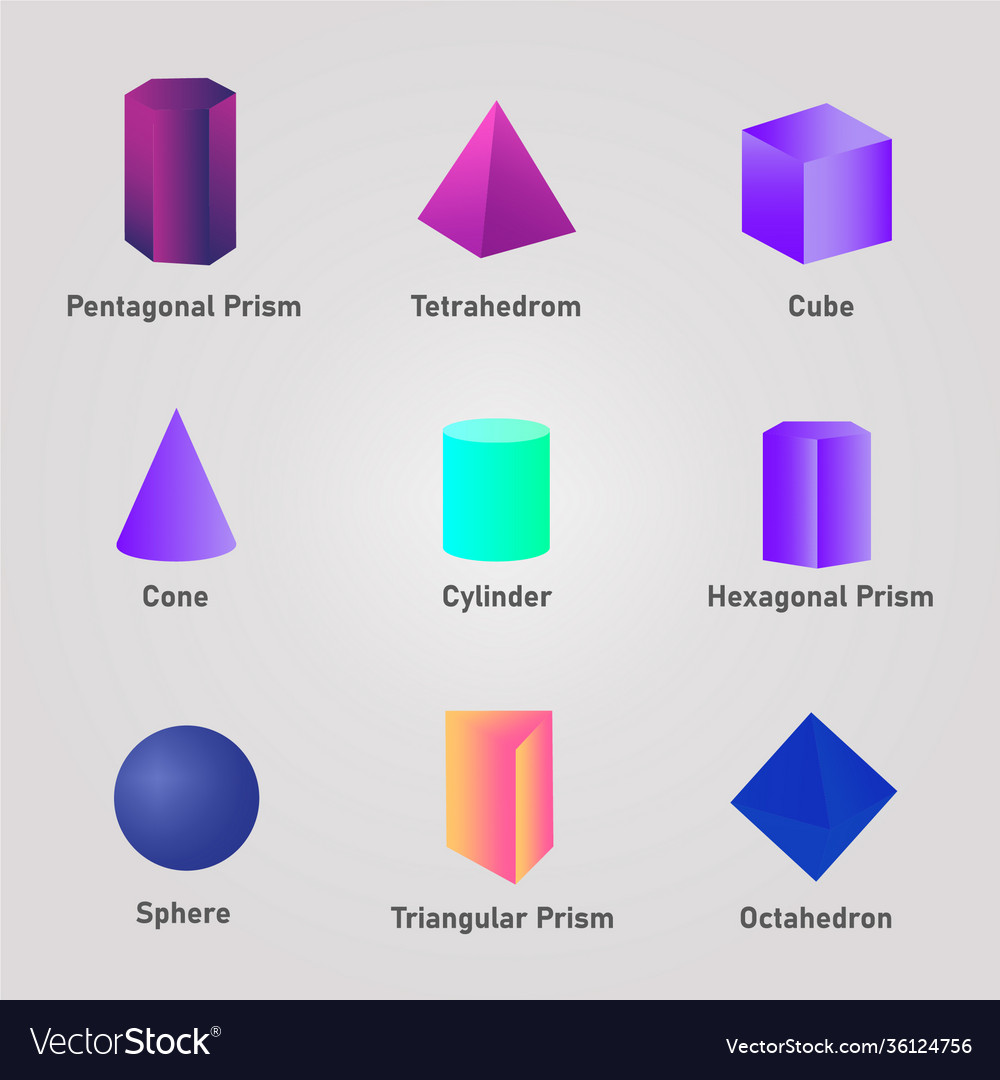 Pentagonal Prism
Tetrahedrom
Cube
Cone
Cylinder
Hexagonal Prism
Sphere
Triangular Prism
Octahedron
VectorStock®
VectorStock.com/36124756